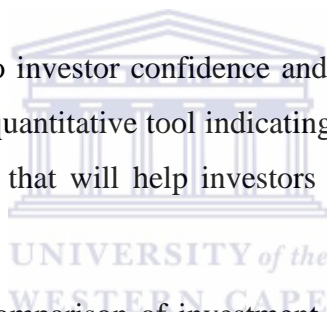 o investor confidence and
quantitative tool indicating
that will help investors
UNIVERSITY of the
WESTERN CAPE
omparison of investment